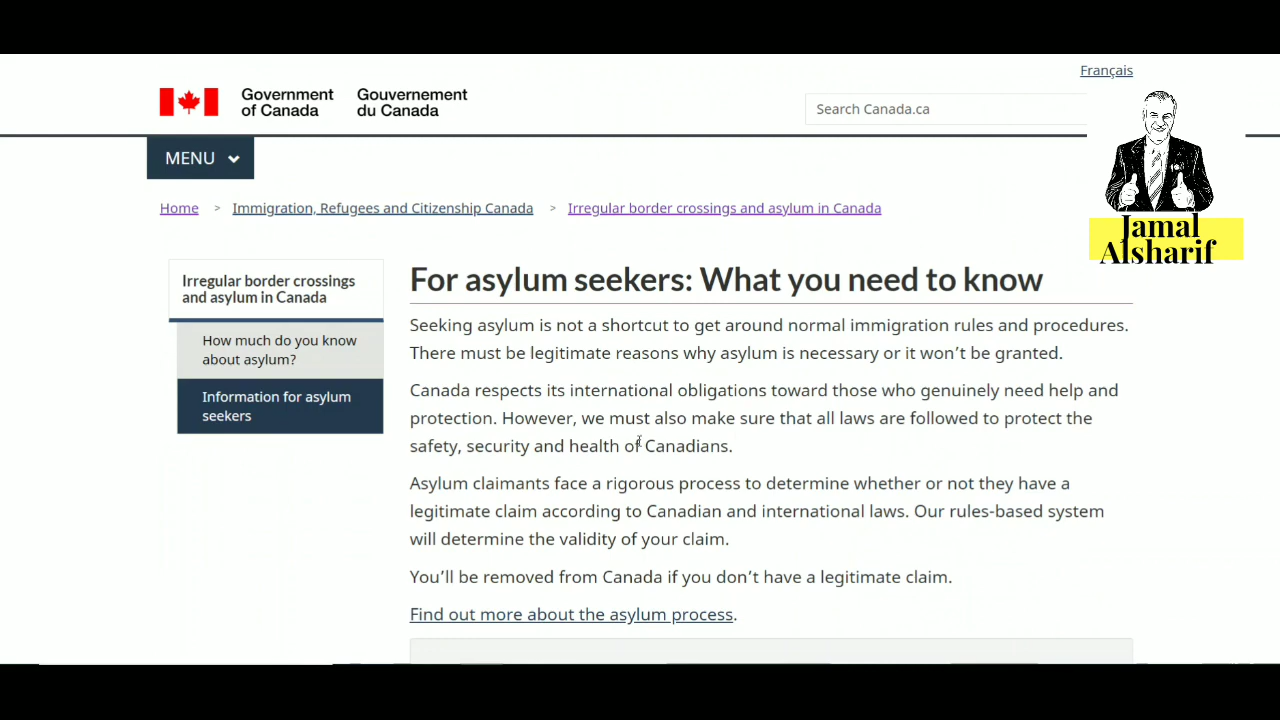 Français
Government
of Canada
Gouvernement
du Canada
Search Canada.ca
MENU
Home > Immigration, Refugees and Citizenship Canada > Irregular border crossings and asylum in Canada
Jamal
Alsharif
Irregular border crossings
and asylum in Canada
How much do you know
about asylum?
Information for asylum
seekers
For asylum seekers: What you need to know
Seeking asylum is not a shortcut to get around normal immigration rules and procedures.
There must be legitimate reasons why asylum is necessary or it won’t be granted.
Canada respects its international obligations toward those who genuinely need help and
protection. However, we must also make sure that all laws are followed to protect the
safety, security and health of Canadians.
Asylum claimants face a rigorous process to determine whether or not they have a
legitimate claim according to Canadian and international laws. Our rules-based system
will determine the validity of your claim.
You’ll be removed from Canada if you don’t have a legitimate claim.
Find out more about the asylum process.